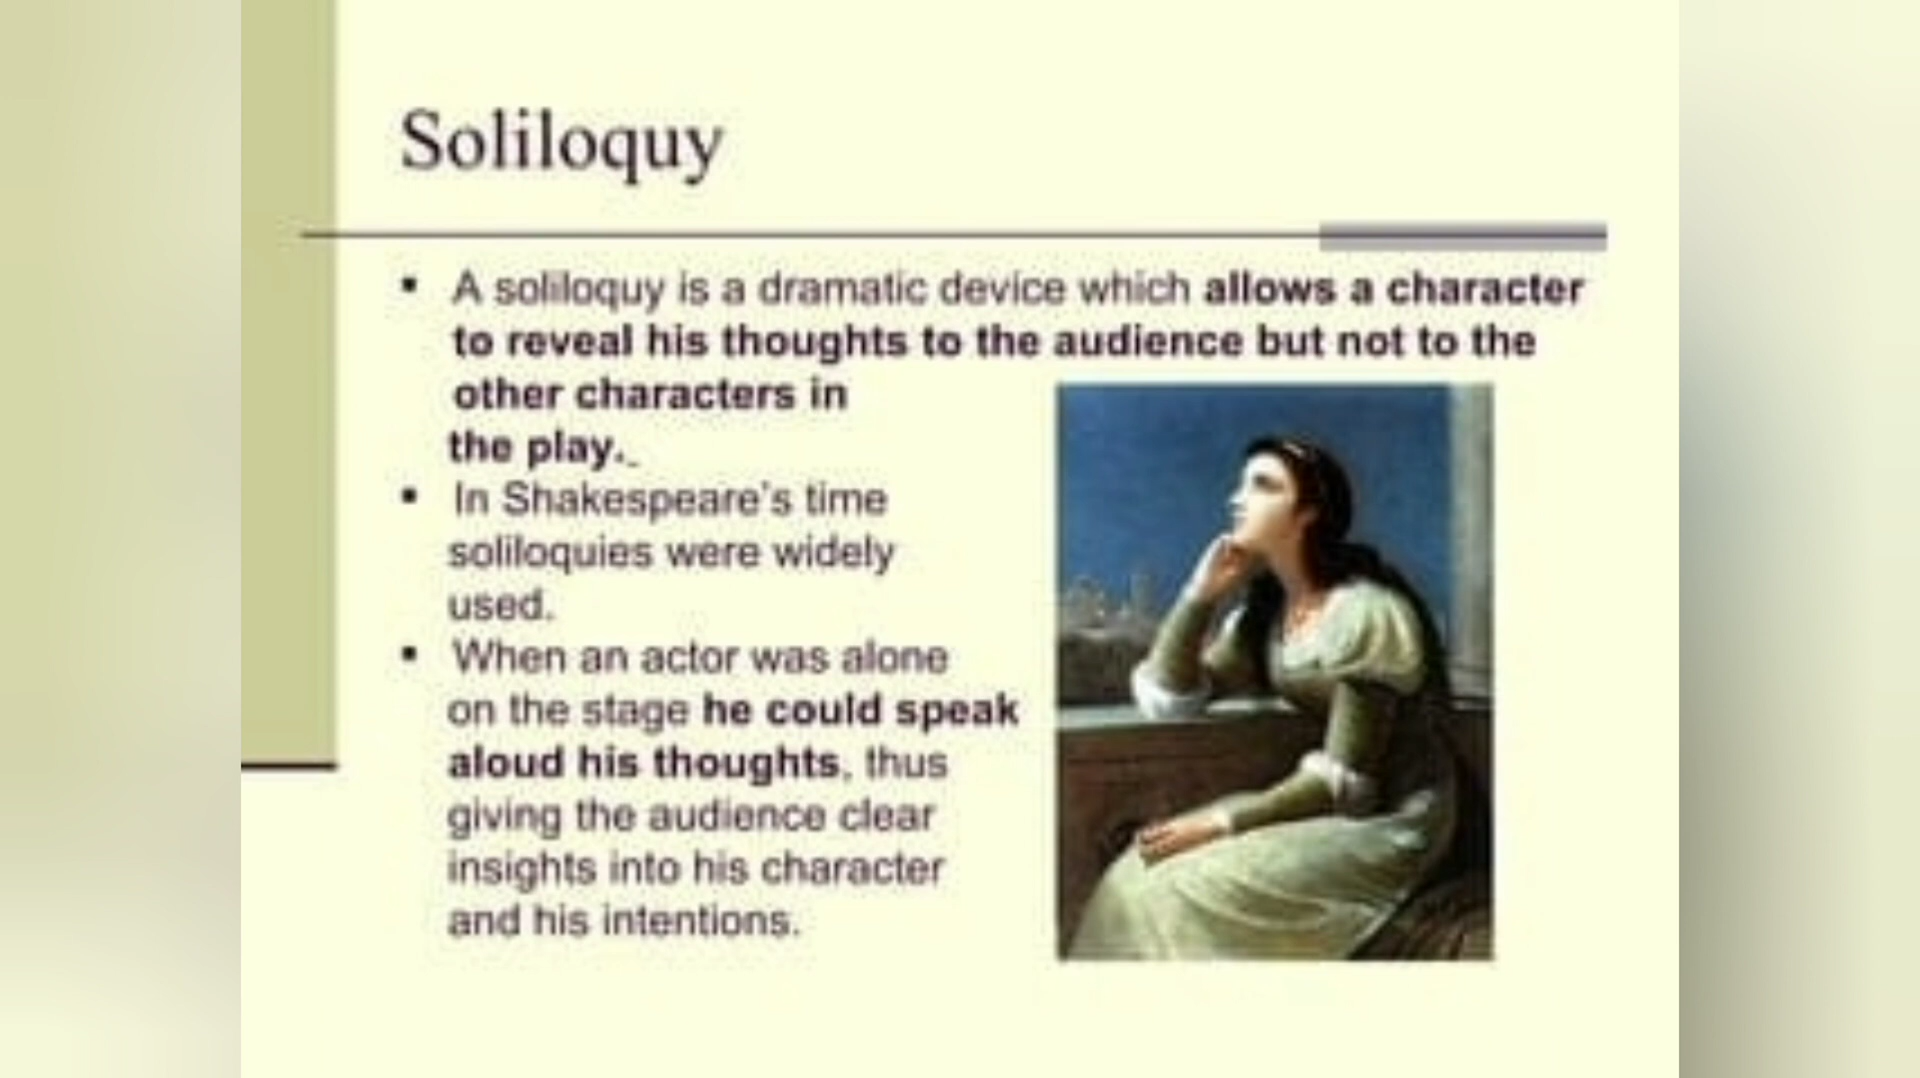 Soliloquy
▪ A soliloquy is a dramatic device which allows a character
to reveal his thoughts to the audience but not to the
other characters in
the play.
▪ In Shakespeare's time
soliloquies were widely
used.
▪ When an actor was alone
on the stage he could speak
aloud his thoughts, thus
giving the audience clear
insights into his character
and his intentions.